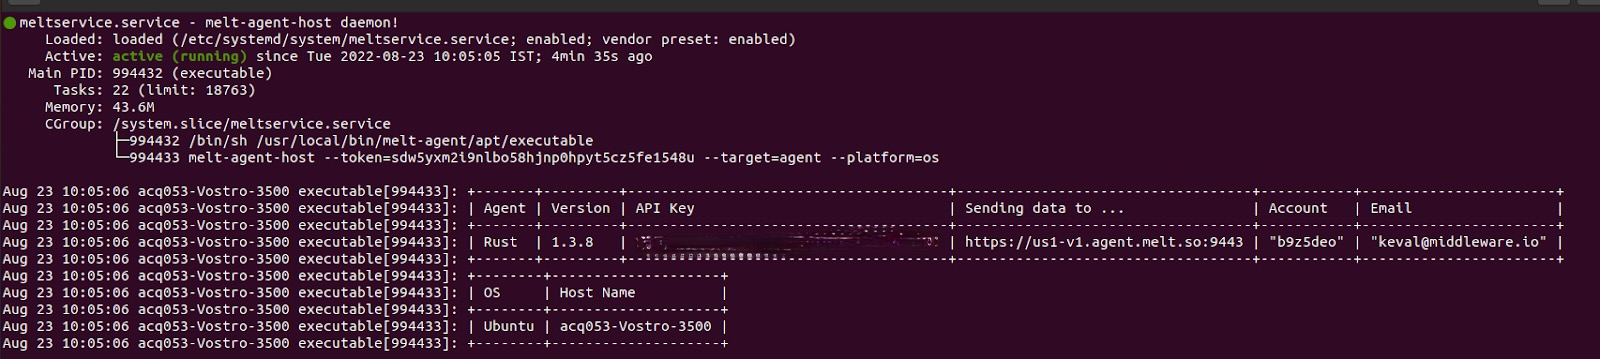 meltservice.service - melt-agent-host daemon!
Loaded: loaded (/etc/systemd/system/meltservice.service; enabled; vendor preset: enabled)
Active: active (running) since Tue 2022-08-23 10:05:05 IST; 4min 35s ago
Main PID: 994432 (executable)
Tasks: 22 (limit: 18763)
Memory: 43.6M
CGroup: /system.slice/meltservice.service
├─994432 /bin/sh /usr/local/bin/melt-agent/apt/executable
└─994433 melt-agent-host --token=sdw5yxm2i9nlbo58hjnp0hpyt5cz5fe1548u --target=agent --platform=os
Aug 23 10:05:06 acq053-Vostro-3500 executable[994433]: +-------+---------+--------------------------------------+-----------------------------------+-----------+-----------------------+
Aug 23 10:05:06 acq053-Vostro-3500 executable[994433]: | Agent | Version | API Key | Sending data to ... | Account | Email |
Aug 23 10:05:06 acq053-Vostro-3500 executable[994433]: +-------+---------+--------------------------------------+-----------------------------------+-----------+-----------------------+
Aug 23 10:05:06 acq053-Vostro-3500 executable[994433]: | Rust | 1.3.8 | | https://us1-v1.agent.melt.so:9443 | "b9z5deo" | "keval@middleware.io" |
Aug 23 10:05:06 acq053-Vostro-3500 executable[994433]: +-------+---------+--------------------------------------+-----------------------------------+-----------+-----------------------+
Aug 23 10:05:06 acq053-Vostro-3500 executable[994433]: +--------+--------------------+
Aug 23 10:05:06 acq053-Vostro-3500 executable[994433]: | OS | Host Name |
Aug 23 10:05:06 acq053-Vostro-3500 executable[994433]: +--------+--------------------+
Aug 23 10:05:06 acq053-Vostro-3500 executable[994433]: | Ubuntu | acq053-Vostro-3500 |
Aug 23 10:05:06 acq053-Vostro-3500 executable[994433]: +--------+--------------------+